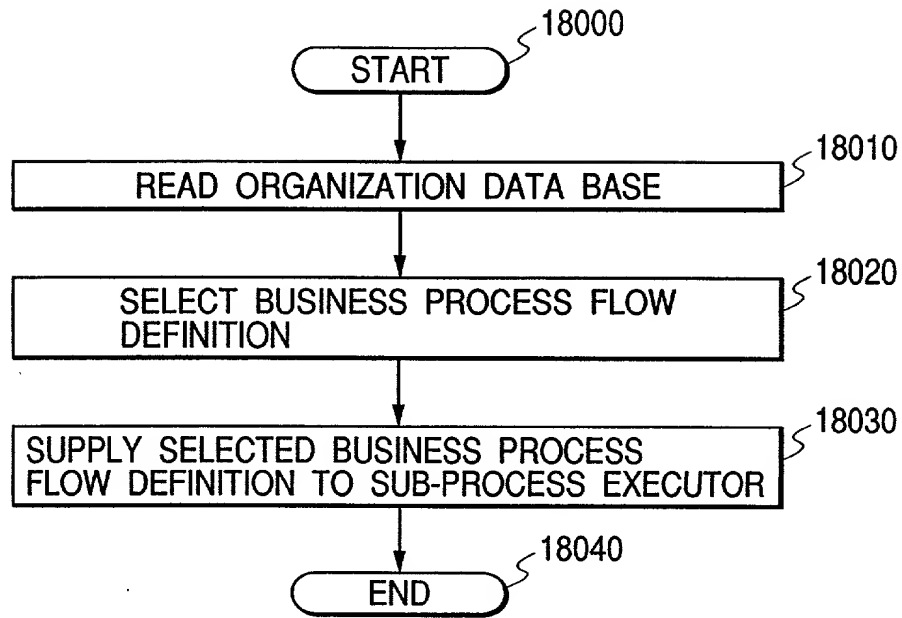 18000
START
18010
READ ORGANIZATION DATA BASE
18020
SELECT BUSINESS PROCESS FLOW
DEFINITION
18030
SUPPLY SELECTED BUSINESS PROCESS
FLOW DEFINITION TO SUB-PROCESS EXECUTOR
18040
END